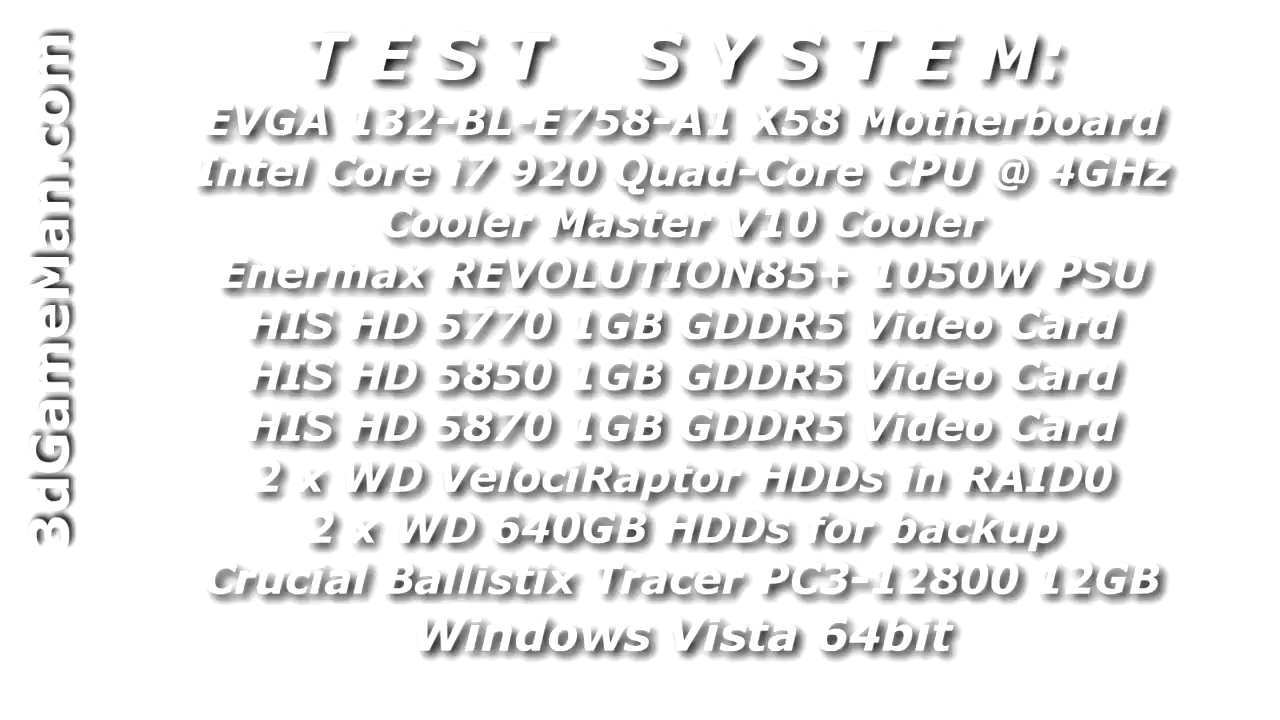 3dGameMan.com
T E S T   S Y S T E M:
EVGA 132-BL-E758-A1 X58 Motherboard
Intel Core i7 920 Quad-Core CPU @ 4GHz
Cooler Master V10 Cooler
Enermax REVOLUTION85+ 1050W PSU
HIS HD 5770 1GB GDDR5 Video Card
HIS HD 5850 1GB GDDR5 Video Card
HIS HD 5870 1GB GDDR5 Video Card
2 x WD VelociRaptor HDDs in RAID0
2 x WD 640GB HDDs for backup
Crucial Ballistix Tracer PC3-12800 12GB
Windows Vista 64bit